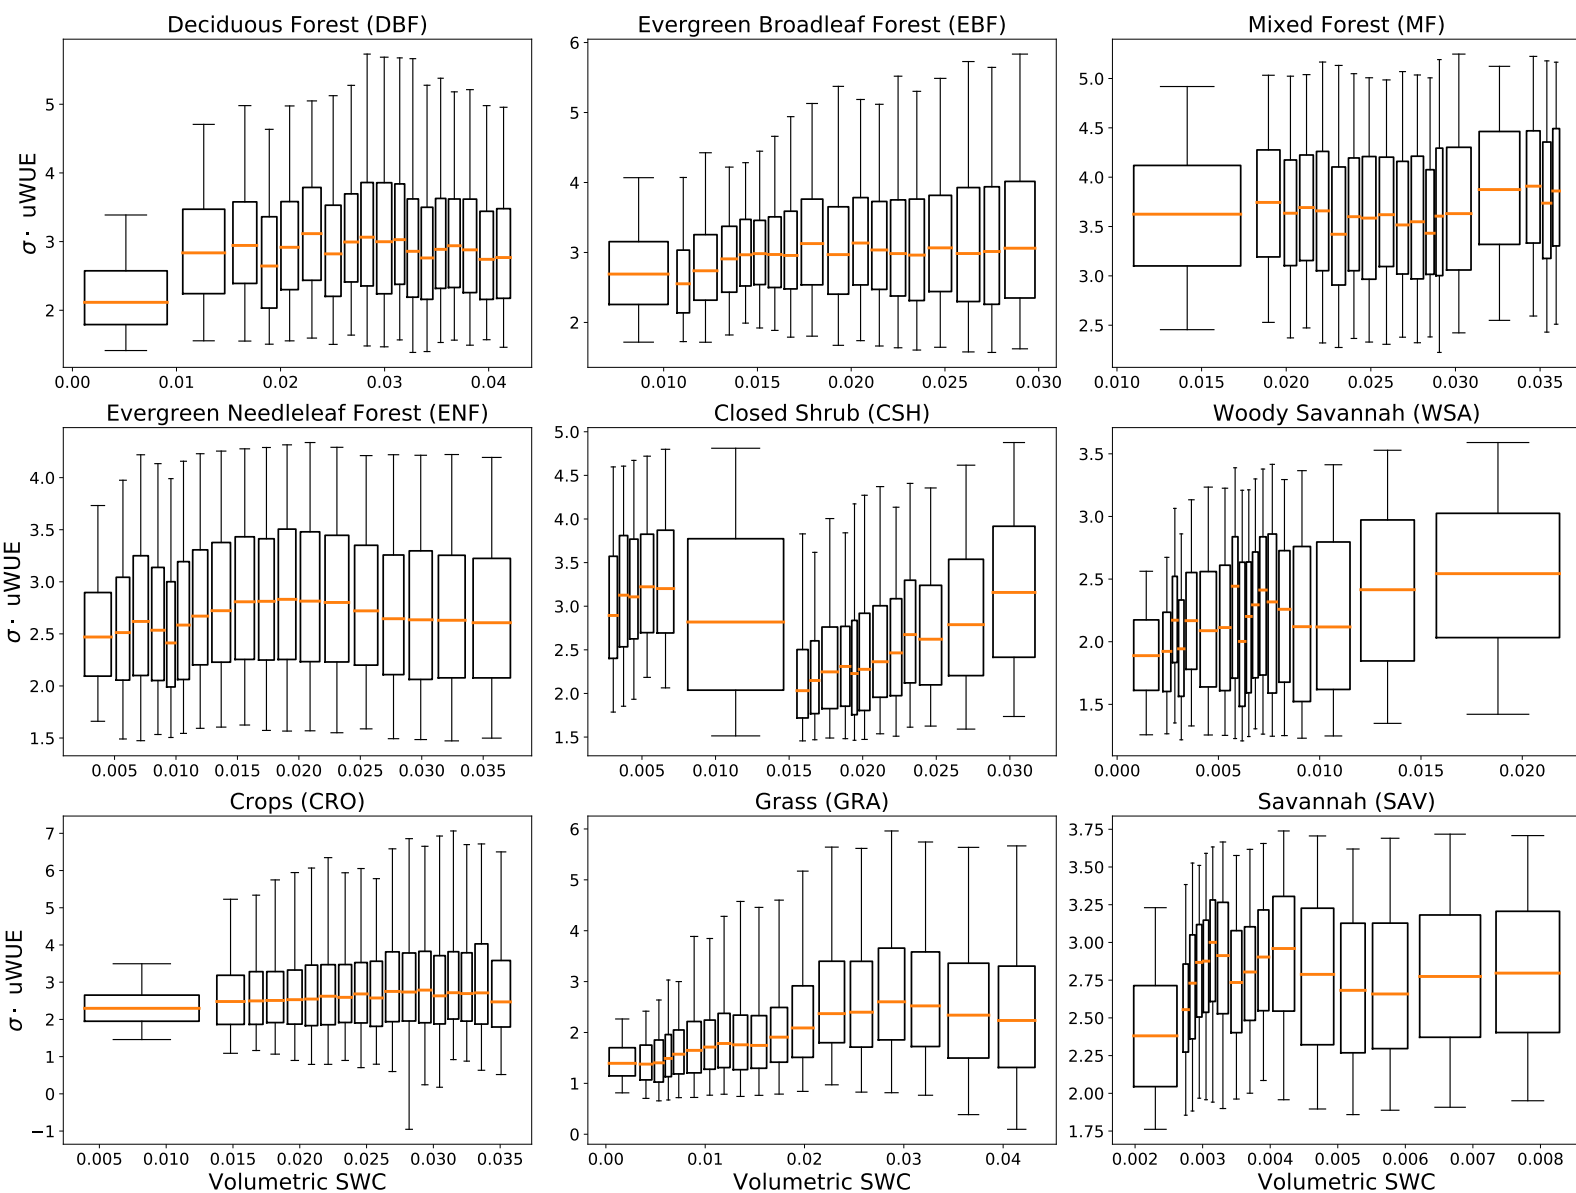 Deciduous Forest (DBF)
Evergreen Broadleaf Forest (EBF)
Mixed Forest (MF)
σ· uWUE
5
4
3
2
0.00 0.01 0.02 0.03 0.04
6
5
4
3
2
0.010 0.015 0.020 0.025 0.030
5.0
4.5
4.0
3.5
3.0
2.5
0.010 0.015 0.020 0.025 0.030 0.035
Evergreen Needleleaf Forest (ENF)
Closed Shrub (CSH)
Woody Savannah (WSA)
σ· uWUE
4.0
3.5
3.0
2.5
2.0
1.5
0.005 0.010 0.015 0.020 0.025 0.030 0.035
5.0
4.5
4.0
3.5
3.0
2.5
2.0
1.5
0.005 0.010 0.015 0.020 0.025 0.030
3.5
3.0
2.5
2.0
1.5
0.000 0.005 0.010 0.015 0.020
Crops (CRO)
Grass (GRA)
Savannah (SAV)
σ· uWUE
7
6
5
4
3
2
1
0
−1
0.005 0.010 0.015 0.020 0.025 0.030 0.035
Volumetric SWC
6
5
4
3
2
1
0
0.00 0.01 0.02 0.03 0.04
Volumetric SWC
3.75
3.50
3.25
3.00
2.75
2.50
2.25
2.00
1.75
0.002 0.003 0.004 0.005 0.006 0.007 0.008
Volumetric SWC